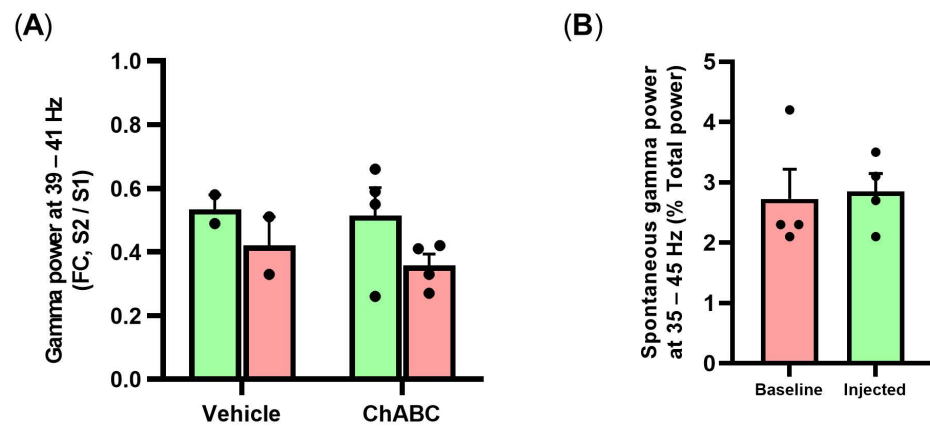 (A)
Gamma power at 39 – 41 Hz
(FC, S2 / S1)
1.0
0.8
0.6
0.4
0.2
0.0
Vehicle
ChABC
(B)
Spontaneous gamma power
at 35 – 45 Hz (% Total power)
5
4
3
2
1
0
Baseline
Injected